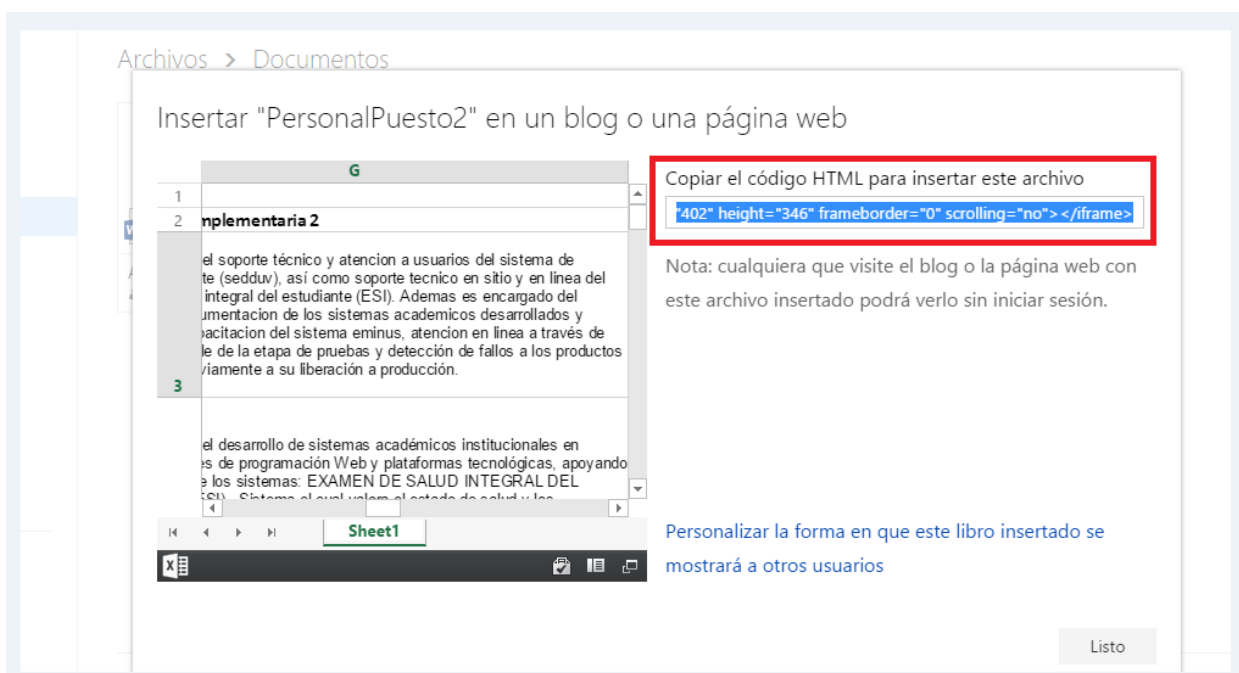 Archivos > Documentos
Insertar "PersonalPuesto2" en un blog o una página web
G
1
2 mplementaria 2
el soporte técnico y atencion a usuarios del sistema de
te (sedduv), así como soporte tecnico en sitio y en linea del
integral del estudiante (ESI). Ademas es encargado del
umentacion de los sistemas academicos desarrollados y
pacitacion del sistema eminus, atencion en linea a través de
le de la etapa de pruebas y detección de fallos a los productos
viamente a su liberación a producción.
3
el desarrollo de sistemas académicos institucionales en
es de programación Web y plataformas tecnológicas, apoyando
e los sistemas: EXAMEN DE SALUD INTEGRAL DEL
Sheet1
Copiar el código HTML para insertar este archivo
"402" height="346" frameborder="0" scrolling="no"></iframe>
Nota: cualquiera que visite el blog o la página web con
este archivo insertado podrá verlo sin iniciar sesión.
Personalizar la forma en que este libro insertado se
mostrará a otros usuarios
Listo